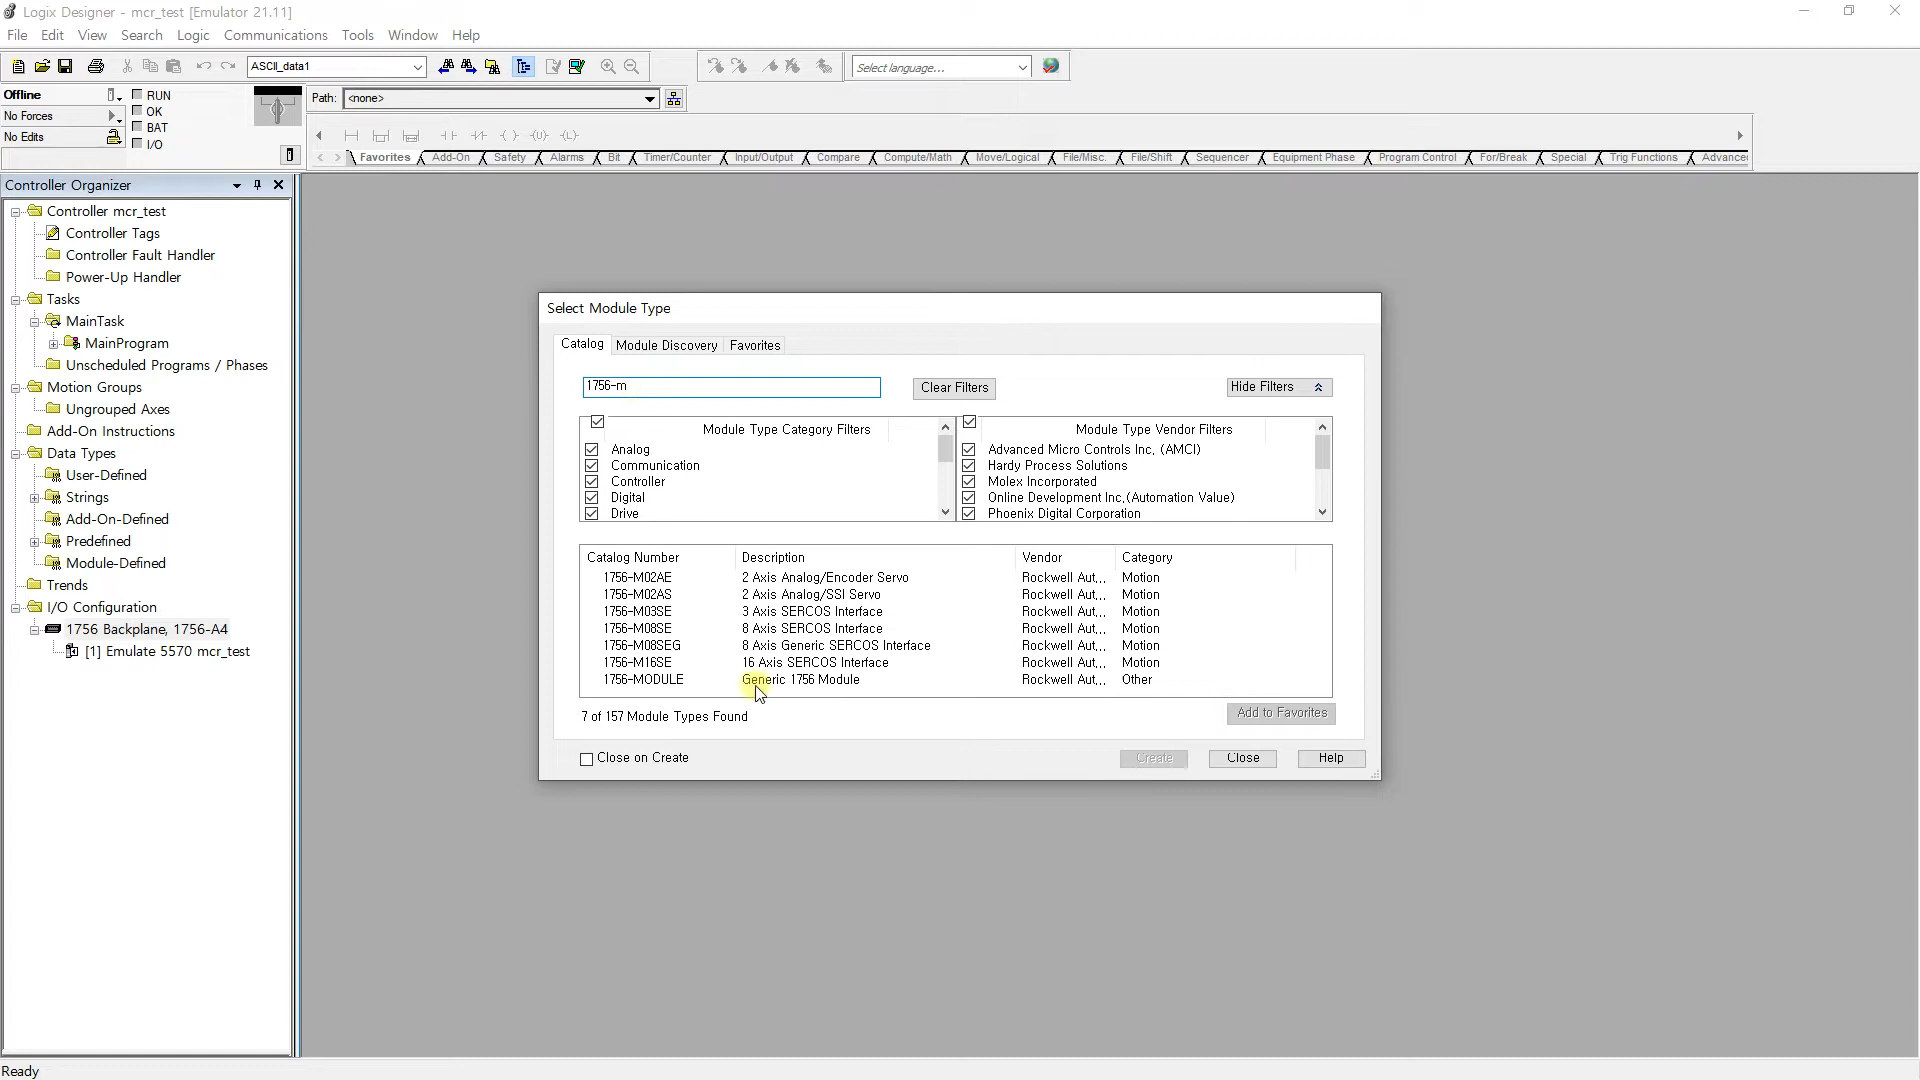 Logix Designer - mcr_test [Emulator 21.11]
File Edit View Search Logic Communications Tools Window Help
ASCII_data1
Select language...
Offline
No Forces
No Edits
RUN
OK
BAT
I/O
Path: <none>
Favorites Add-On Safety Alarms Bit Timer/Counter Input/Output Compare Compute/Math Move/Logical File/Misc. File/Shift Sequencer Equipment Phase Program Control For/Break Special Trig Functions Advanced
Controller Organizer
Controller mcr_test
Controller Tags
Controller Fault Handler
Power-Up Handler
Tasks
MainTask
MainProgram
Unscheduled Programs / Phases
Motion Groups
Ungrouped Axes
Add-On Instructions
Data Types
User-Defined
Strings
Add-On-Defined
Predefined
Module-Defined
Trends
I/O Configuration
1756 Backplane, 1756-A4
[1] Emulate 5570 mcr_test
Select Module Type
Catalog Module Discovery Favorites
1756-m
Clear Filters
Hide Filters
Module Type Category Filters
Analog
Communication
Controller
Digital
Drive
Module Type Vendor Filters
Advanced Micro Controls Inc. (AMCI)
Hardy Process Solutions
Molex Incorporated
Online Development Inc.(Automation Value)
Phoenix Digital Corporation
Catalog Number Description Vendor Category
1756-M02AE 2 Axis Analog/Encoder Servo Rockwell Aut... Motion
1756-M02AS 2 Axis Analog/SSI Servo Rockwell Aut... Motion
1756-M03SE 3 Axis SERCOS Interface Rockwell Aut... Motion
1756-M08SE 8 Axis SERCOS Interface Rockwell Aut... Motion
1756-M08SEG 8 Axis Generic SERCOS Interface Rockwell Aut... Motion
1756-M16SE 16 Axis SERCOS Interface Rockwell Aut... Motion
1756-MODULE Generic 1756 Module Rockwell Aut... Other
7 of 157 Module Types Found
Add to Favorites
Close on Create
Create
Close
Help
Ready